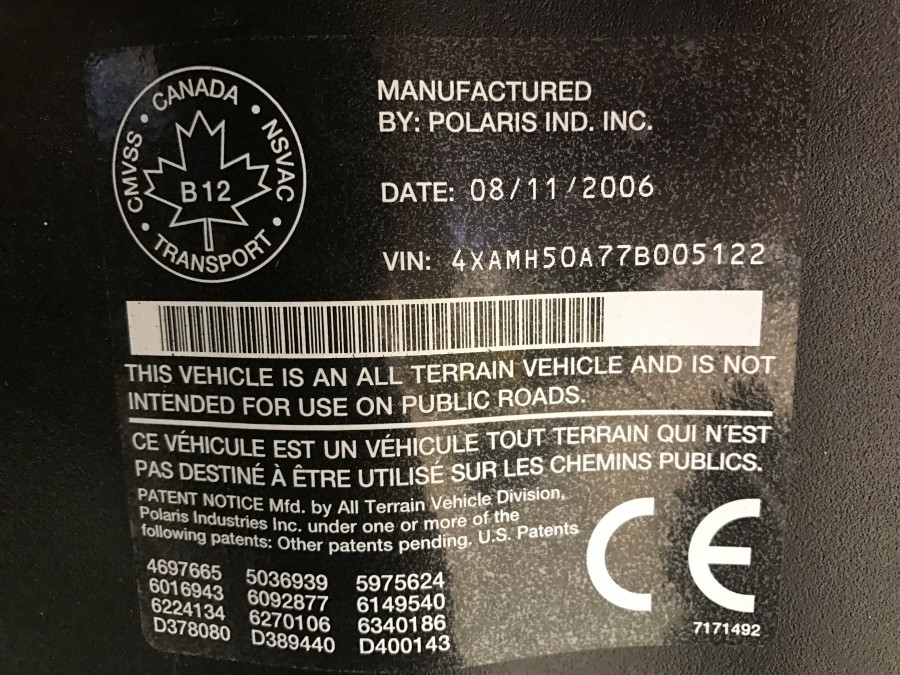 CANADA
CMVSS
NSVAC
B12
TRANSPORT
MANUFACTURED
BY: POLARIS IND. INC.
DATE: 08/11/2006
VIN: 4XAMH50A77B005122
THIS VEHICLE IS AN ALL TERRAIN VEHICLE AND IS NOT
INTENDED FOR USE ON PUBLIC ROADS.
CE VÉHICULE EST UN VÉHICULE TOUT TERRAIN QUI N'EST
PAS DESTINÉ À ÊTRE UTILISÉ SUR LES CHEMINS PUBLICS.
PATENT NOTICE Mfd. by All Terrain Vehicle Division,
Polaris Industries Inc. under one or more of the
following patents: Other patents pending. U.S. Patents
4697665 5036939 5975624
6016943 6092877 6149540
6224134 6270106 6340186
D378080 D389440 D400143
CE
7171492